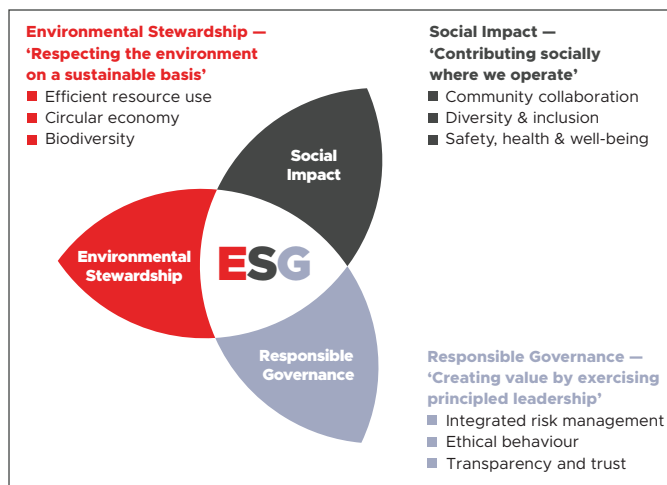 Environmental Stewardship —
‘Respecting the environment
on a sustainable basis’
Efficient resource use
Circular economy
Biodiversity
Social Impact —
‘Contributing socially
where we operate’
Community collaboration
Diversity & inclusion
Safety, health & well-being
Social
Impact
Environmental
Stewardship
ESG
Responsible
Governance
Responsible Governance —
‘Creating value by exercising
principled leadership’
Integrated risk management
Ethical behaviour
Transparency and trust